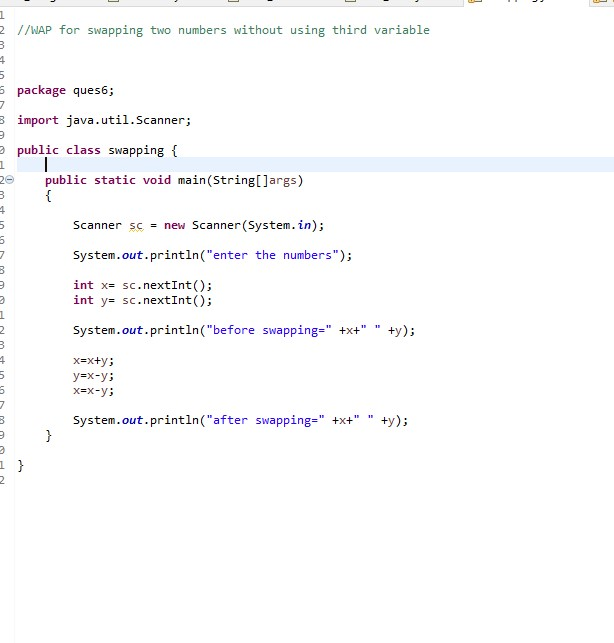 //WAP for swapping two numbers without using third variable
package ques6;
import java.util.Scanner;
public class swapping {
public static void main(String[]args)
{
Scanner sc = new Scanner(System.in);
System.out.println("enter the numbers");
int x= sc.nextInt();
int y= sc.nextInt();
System.out.println("before swapping=" +x+" " +y);
x=x+y;
y=x-y;
x=x-y;
System.out.println("after swapping=" +x+" " +y);
}
}